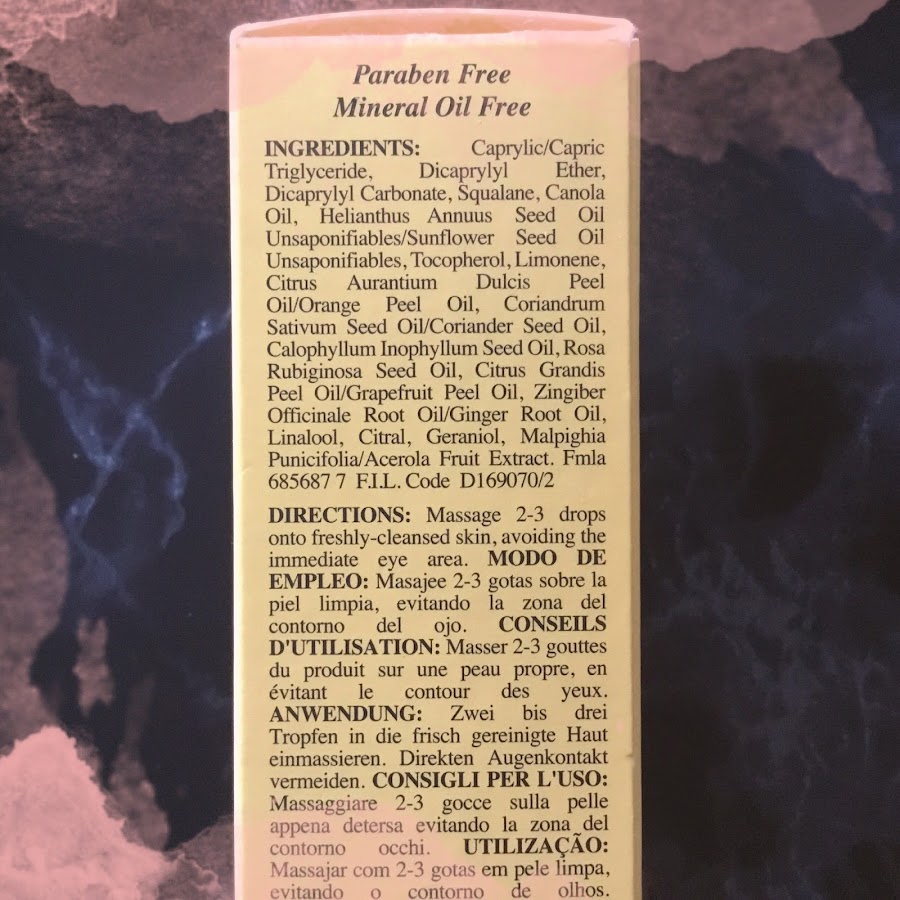 Paraben Free
Mineral Oil Free
INGREDIENTS: Caprylic/Capric
Triglyceride, Dicaprylyl Ether,
Dicaprylyl Carbonate, Squalane, Canola
Oil, Helianthus Annuus Seed Oil
Unsaponifiables/Sunflower Seed Oil
Unsaponifiables, Tocopherol, Limonene,
Citrus Aurantium Dulcis Peel
Oil/Orange Peel Oil, Coriandrum
Sativum Seed Oil/Coriander Seed Oil,
Calophyllum Inophyllum Seed Oil, Rosa
Rubiginosa Seed Oil, Citrus Grandis
Peel Oil/Grapefruit Peel Oil, Zingiber
Officinale Root Oil/Ginger Root Oil,
Linalool, Citral, Geraniol, Malpighia
Punicifolia/Acerola Fruit Extract. Fmla
685687 7 F.I.L. Code D169070/2
DIRECTIONS: Massage 2-3 drops
onto freshly-cleansed skin, avoiding the
immediate eye area. MODO DE
EMPLEO: Masajee 2-3 gotas sobre la
piel limpia, evitando la zona del
contorno del ojo. CONSEILS
D'UTILISATION: Masser 2-3 gouttes
du produit sur une peau propre, en
évitant le contour des yeux.
ANWENDUNG: Zwei bis drei
Tropfen in die frisch gereinigte Haut
einmassieren. Direkten Augenkontakt
vermeiden. CONSIGLI PER L'USO:
Massaggiare 2-3 gocce sulla pelle
appena detersa evitando la zona del
contorno occhi. UTILIZAÇÃO:
Massajar com 2-3 gotas em pele limpa,
evitando o contorno de olhos.